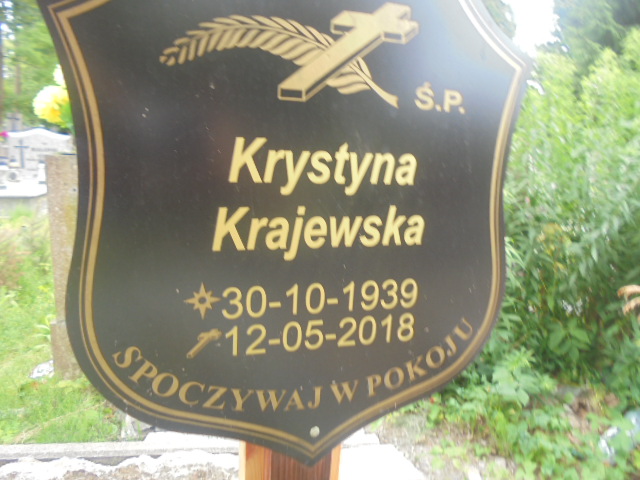 Ś.P.
Krystyna
Krajewska
30-10-1939
12-05-2018
SPOCZYWAJ W POKOJU